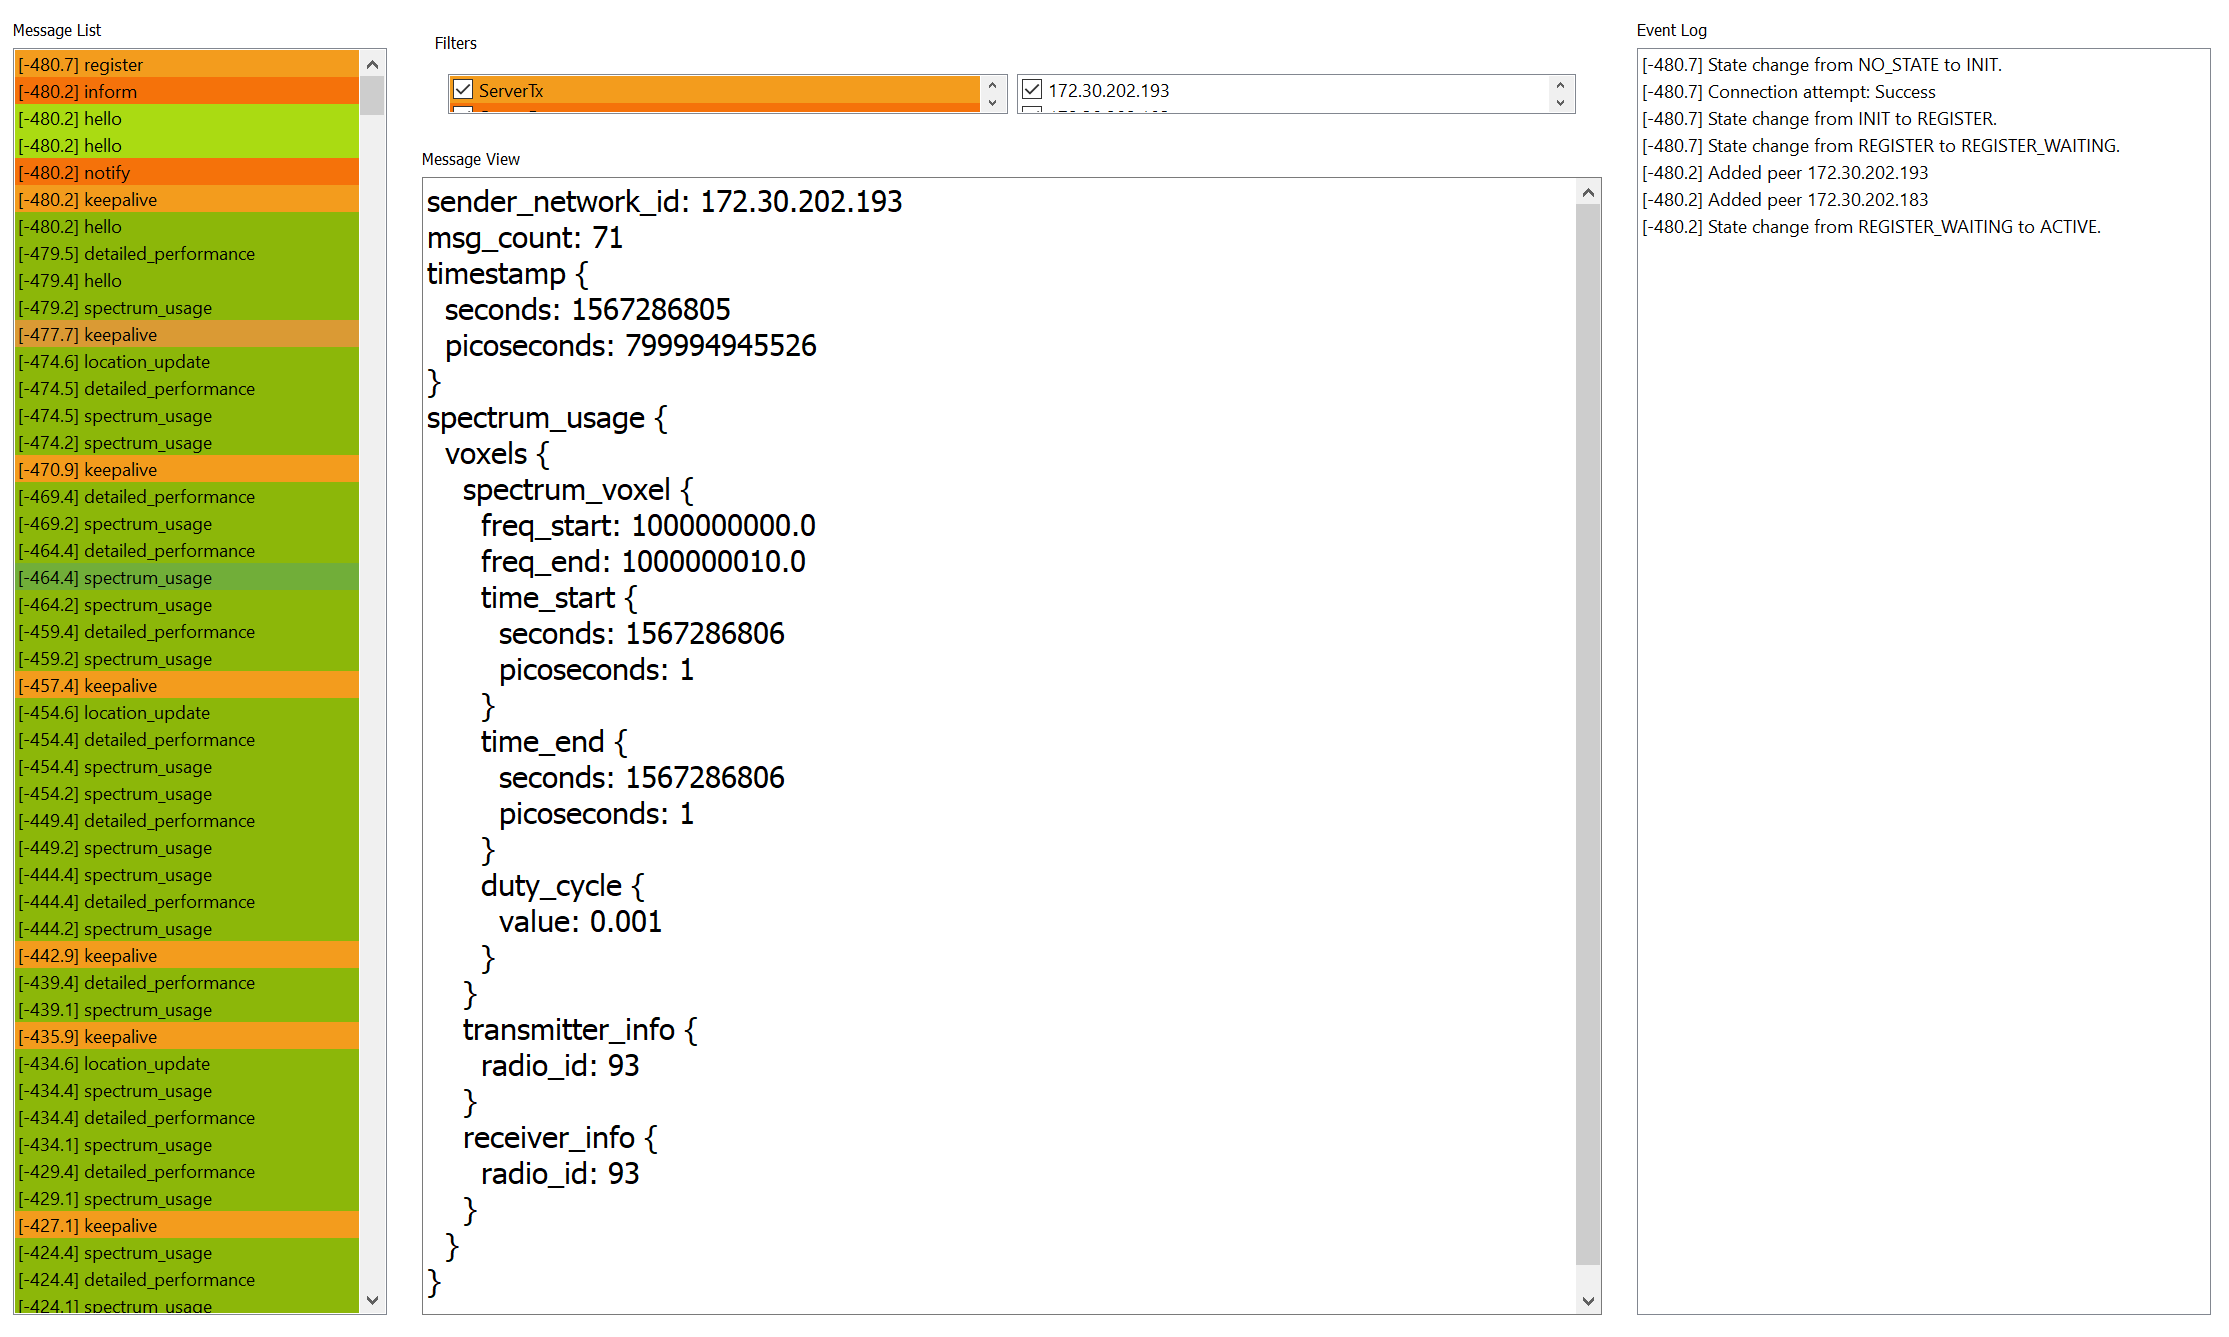 Message List
[-480.7] register
[-480.2] inform
[-480.2] hello
[-480.2] hello
[-480.2] notify
[-480.2] keepalive
[-480.2] hello
[-479.5] detailed_performance
[-479.4] hello
[-479.2] spectrum_usage
[-477.7] keepalive
[-474.6] location_update
[-474.5] detailed_performance
[-474.5] spectrum_usage
[-474.2] spectrum_usage
[-470.9] keepalive
[-469.4] detailed_performance
[-469.2] spectrum_usage
[-464.4] detailed_performance
[-464.4] spectrum_usage
[-464.2] spectrum_usage
[-459.4] detailed_performance
[-459.2] spectrum_usage
[-457.4] keepalive
[-454.6] location_update
[-454.4] detailed_performance
[-454.4] spectrum_usage
[-454.2] spectrum_usage
[-449.4] detailed_performance
[-449.2] spectrum_usage
[-444.4] spectrum_usage
[-444.4] detailed_performance
[-444.2] spectrum_usage
[-442.9] keepalive
[-439.4] detailed_performance
[-439.1] spectrum_usage
[-435.9] keepalive
[-434.6] location_update
[-434.4] spectrum_usage
[-434.4] detailed_performance
[-434.1] spectrum_usage
[-429.4] detailed_performance
[-429.1] spectrum_usage
[-427.1] keepalive
[-424.4] spectrum_usage
[-424.4] detailed_performance
[-424.1] spectrum_usage
Filters
ServerTx
172.30.202.193
Message View
sender_network_id: 172.30.202.193
msg_count: 71
timestamp {
seconds: 1567286805
picoseconds: 799994945526
}
spectrum_usage {
voxels {
spectrum_voxel {
freq_start: 1000000000.0
freq_end: 1000000010.0
time_start {
seconds: 1567286806
picoseconds: 1
}
time_end {
seconds: 1567286806
picoseconds: 1
}
duty_cycle {
value: 0.001
}
}
transmitter_info {
radio_id: 93
}
receiver_info {
radio_id: 93
}
}
}
Event Log
[-480.7] State change from NO_STATE to INIT.
[-480.7] Connection attempt: Success
[-480.7] State change from INIT to REGISTER.
[-480.7] State change from REGISTER to REGISTER_WAITING.
[-480.2] Added peer 172.30.202.193
[-480.2] Added peer 172.30.202.183
[-480.2] State change from REGISTER_WAITING to ACTIVE.